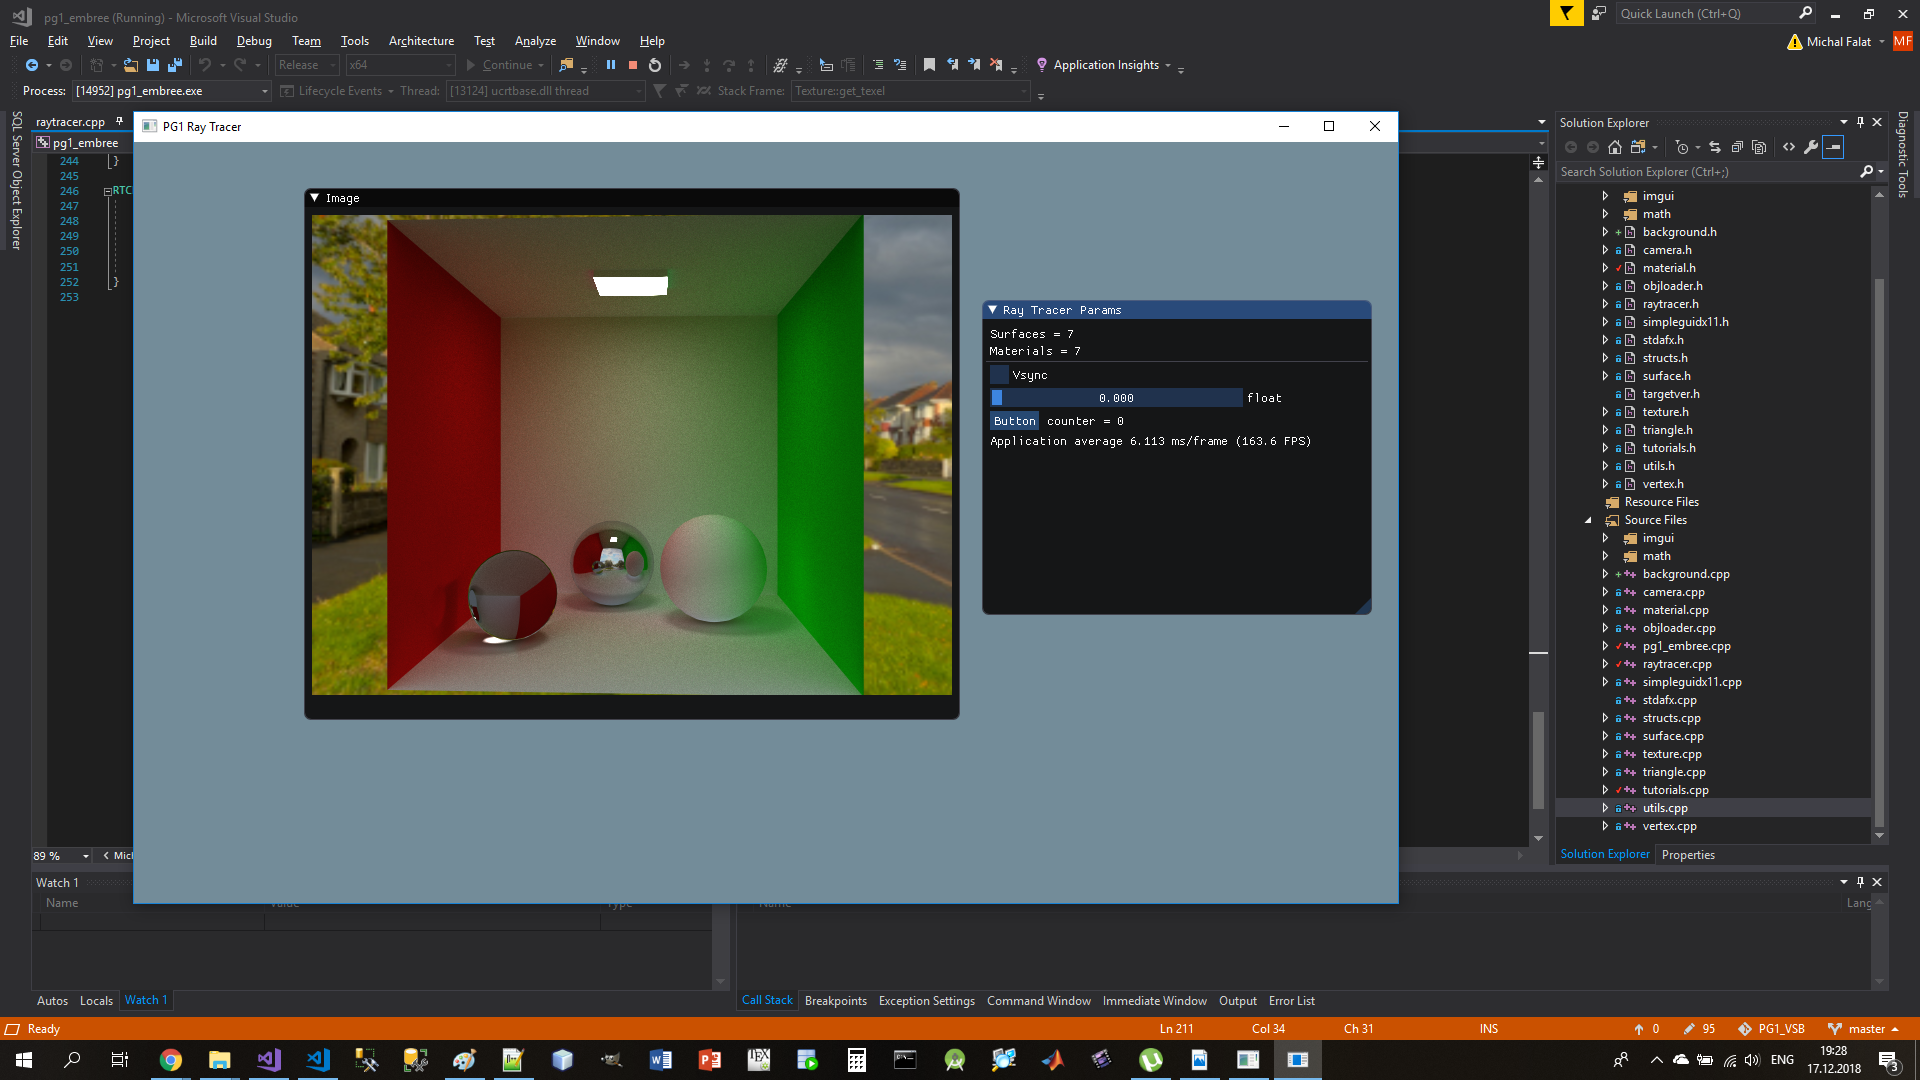 pg1_embree (Running) - Microsoft Visual Studio
Quick Launch (Ctrl+Q)
File Edit View Project Build Debug Team Tools Architecture Test Analyze Window Help
Michal Falat MF
Release x64 Continue Application Insights
Process: [14952] pg1_embree.exe Lifecycle Events Thread: [13124] ucrtbase.dll thread Stack Frame: Texture::get_texel
SQL Server Object Explorer
raytracer.cpp
pg1_embree
244 }
245
246 RTC
247
248
249
250
251
252 }
253
89 %
PG1 Ray Tracer
Image
Ray Tracer Params
Surfaces = 7
Materials = 7
Vsync
0.000 float
Button counter = 0
Application average 6.113 ms/frame (163.6 FPS)
Solution Explorer
Search Solution Explorer (Ctrl+;)
imgui
math
background.h
camera.h
material.h
objloader.h
raytracer.h
simpleguidx11.h
stdafx.h
structs.h
surface.h
targetver.h
texture.h
triangle.h
tutorials.h
utils.h
vertex.h
Resource Files
Source Files
imgui
math
background.cpp
camera.cpp
material.cpp
objloader.cpp
pg1_embree.cpp
raytracer.cpp
simpleguidx11.cpp
stdafx.cpp
structs.cpp
surface.cpp
texture.cpp
triangle.cpp
tutorials.cpp
utils.cpp
vertex.cpp
Solution Explorer Properties
Diagnostic Tools
Watch 1
Name Value Type
Name Lang
Autos Locals Watch 1
Call Stack Breakpoints Exception Settings Command Window Immediate Window Output Error List
Ready Ln 211 Col 34 Ch 31 INS 0 95 PG1_VSB master
ENG
19:28
17.12.2018
3